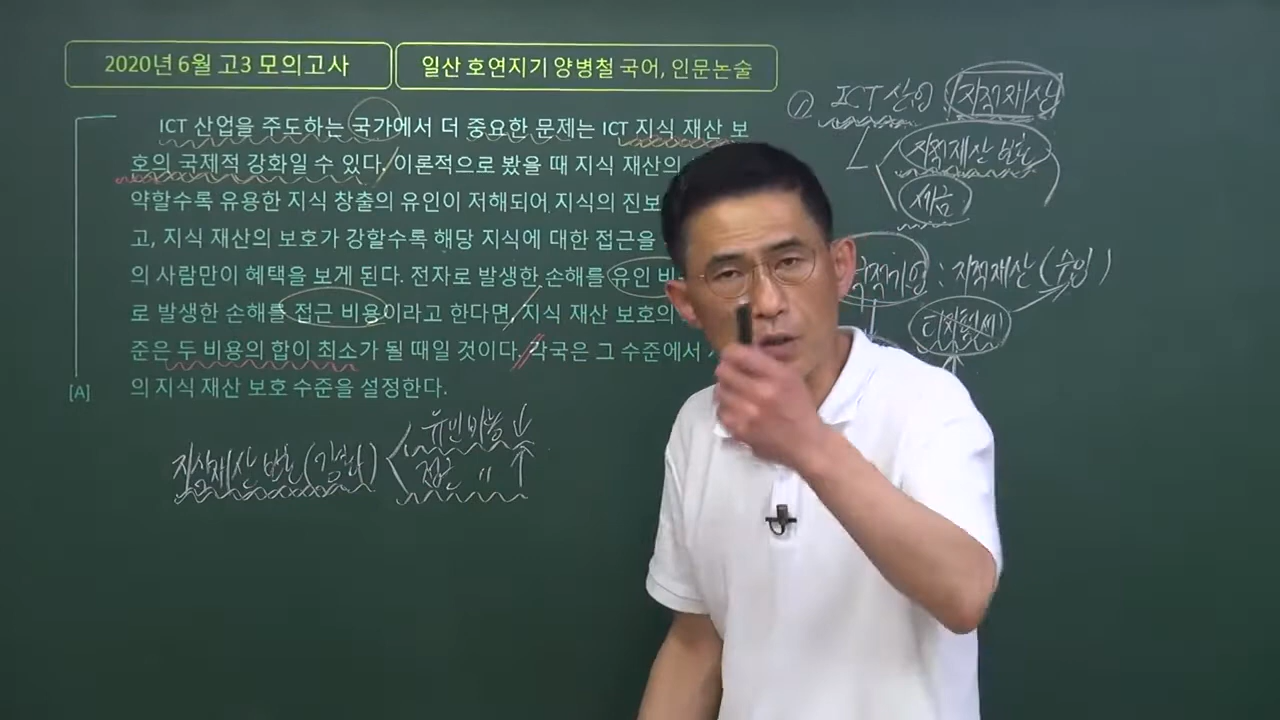 2020년 6월 고3 모의고사
일산 호연지기 양병철 국어, 인문논술
ICT 산업을 주도하는 국가에서 더 중요한 문제는 ICT 지식 재산 보
호의 국제적 강화일 수 있다. 이론적으로 봤을 때 지식 재산의
약할수록 유용한 지식 창출의 유인이 저해되어 지식의 진보
고, 지식 재산의 보호가 강할수록 해당 지식에 대한 접근을
의 사람만이 혜택을 보게 된다. 전자로 발생한 손해를 유인 비
로 발생한 손해를 접근 비용이라고 한다면, 지식 재산 보호의
준은 두 비용의 합이 최소가 될 때일 것이다. 각국은 그 수준에서
의 지식 재산 보호 수준을 설정한다.
[A]
(강화) 유인비용 ↓
접근 〃 ↑
① ICT 산업 지식재산
지식재산 보호
세금
: 지적재산 (수입)
디지털세